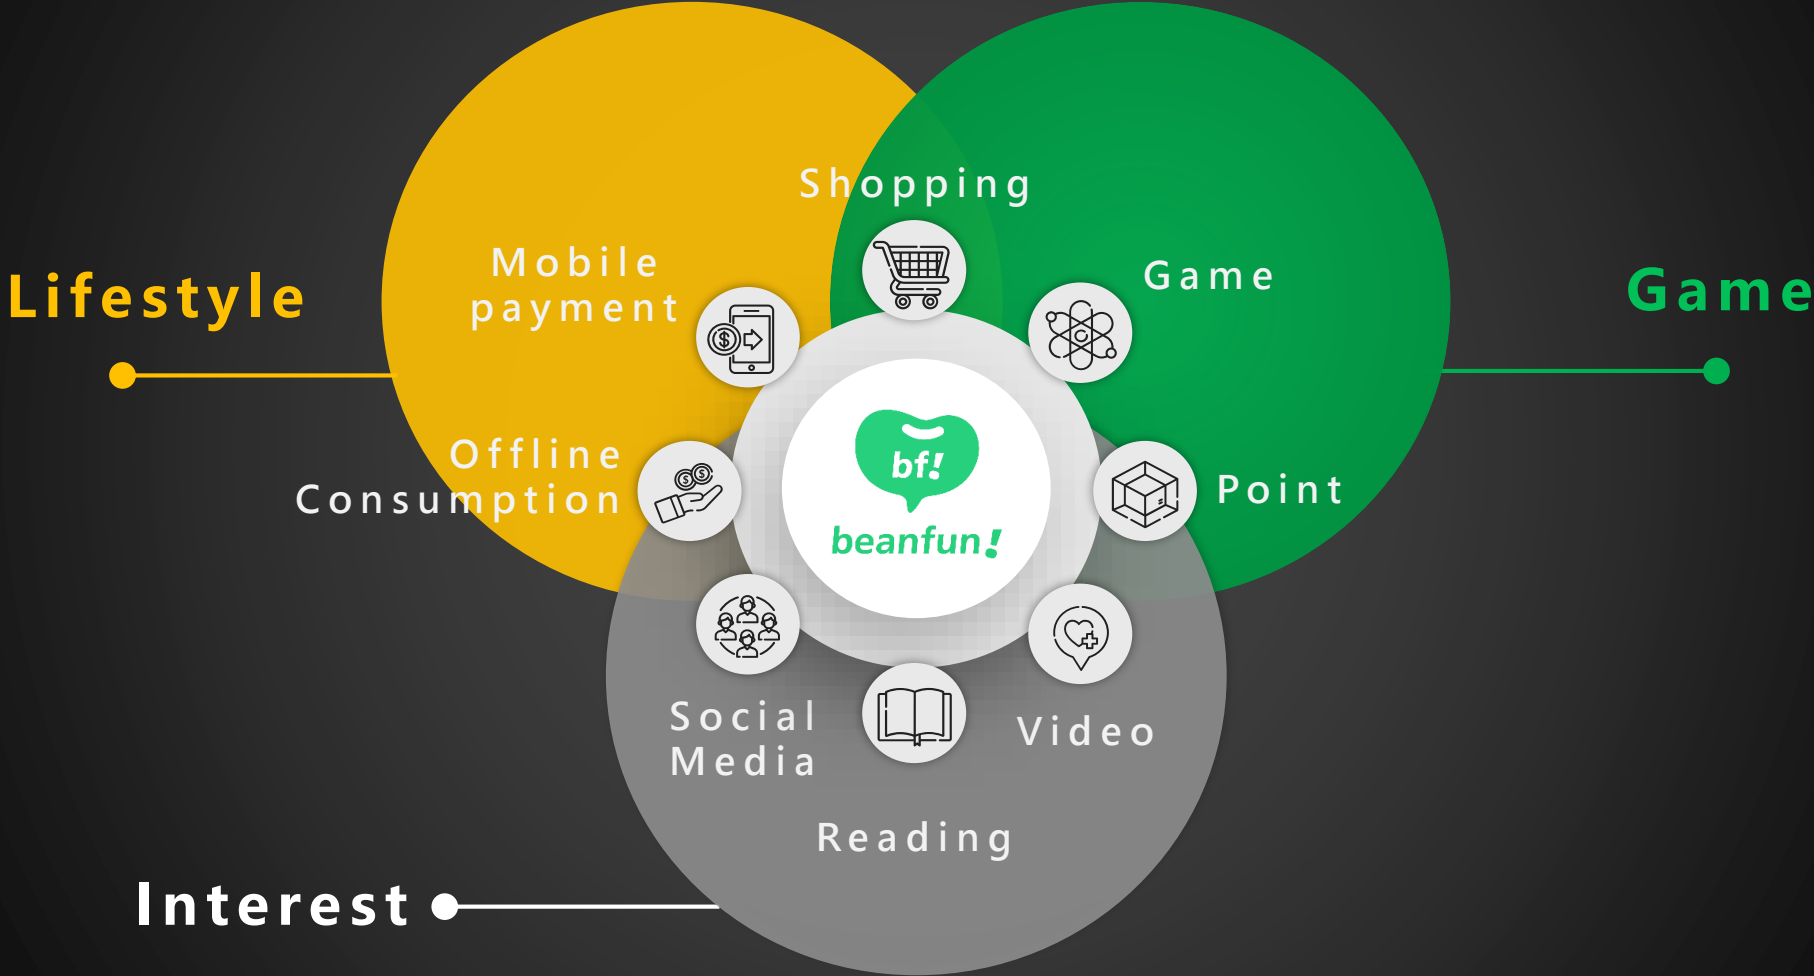 Shopping
Mobile
payment
Game
Lifestyle
Game
Offline
Consumption
bf!
Point
beanfun!
Social
Media
Video
Reading
Interest